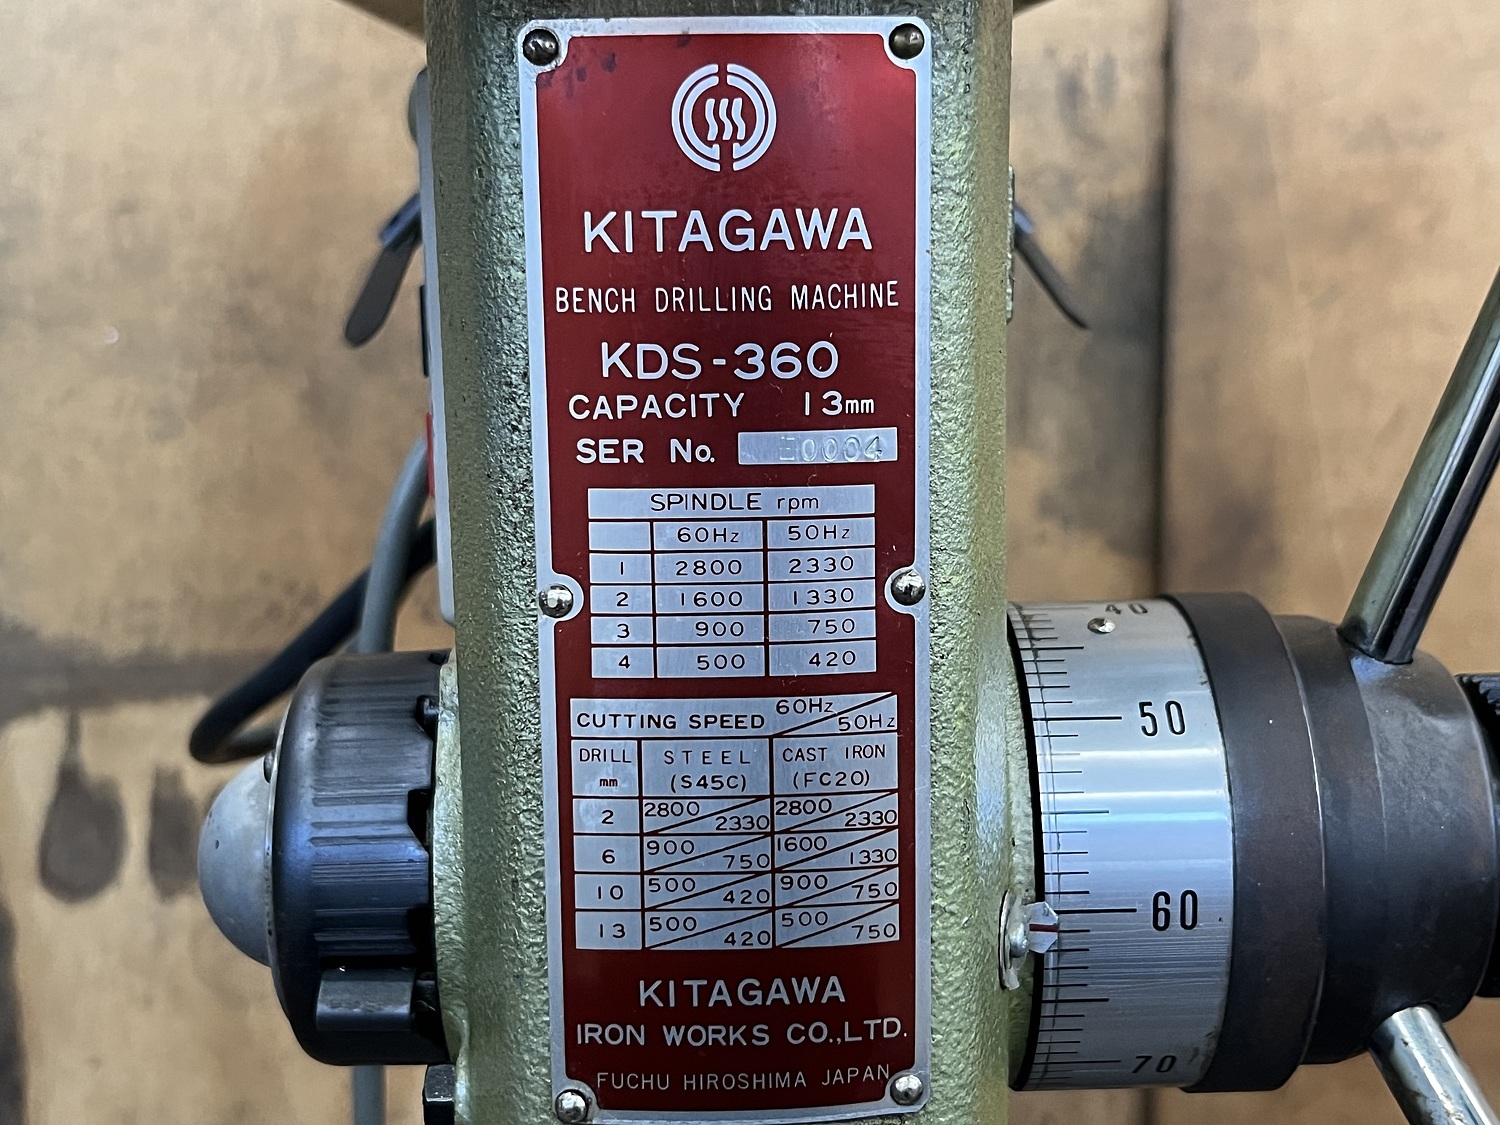 KITAGAWA
BENCH DRILLING MACHINE
KDS-360
CAPACITY 13mm
SER No. 0004
SPINDLE rpm
60Hz 50Hz
1 2800 2330
2 1600 1330
3 900 750
4 500 420
CUTTING SPEED 60Hz 50Hz
DRILL mm STEEL (S45C) CAST IRON (FC20)
2 2800 2330 2800 2330
6 900 750 1600 1330
10 500 420 900 750
13 500 420 500 750
KITAGAWA
IRON WORKS CO.,LTD.
FUCHU HIROSHIMA JAPAN
40
50
60
70